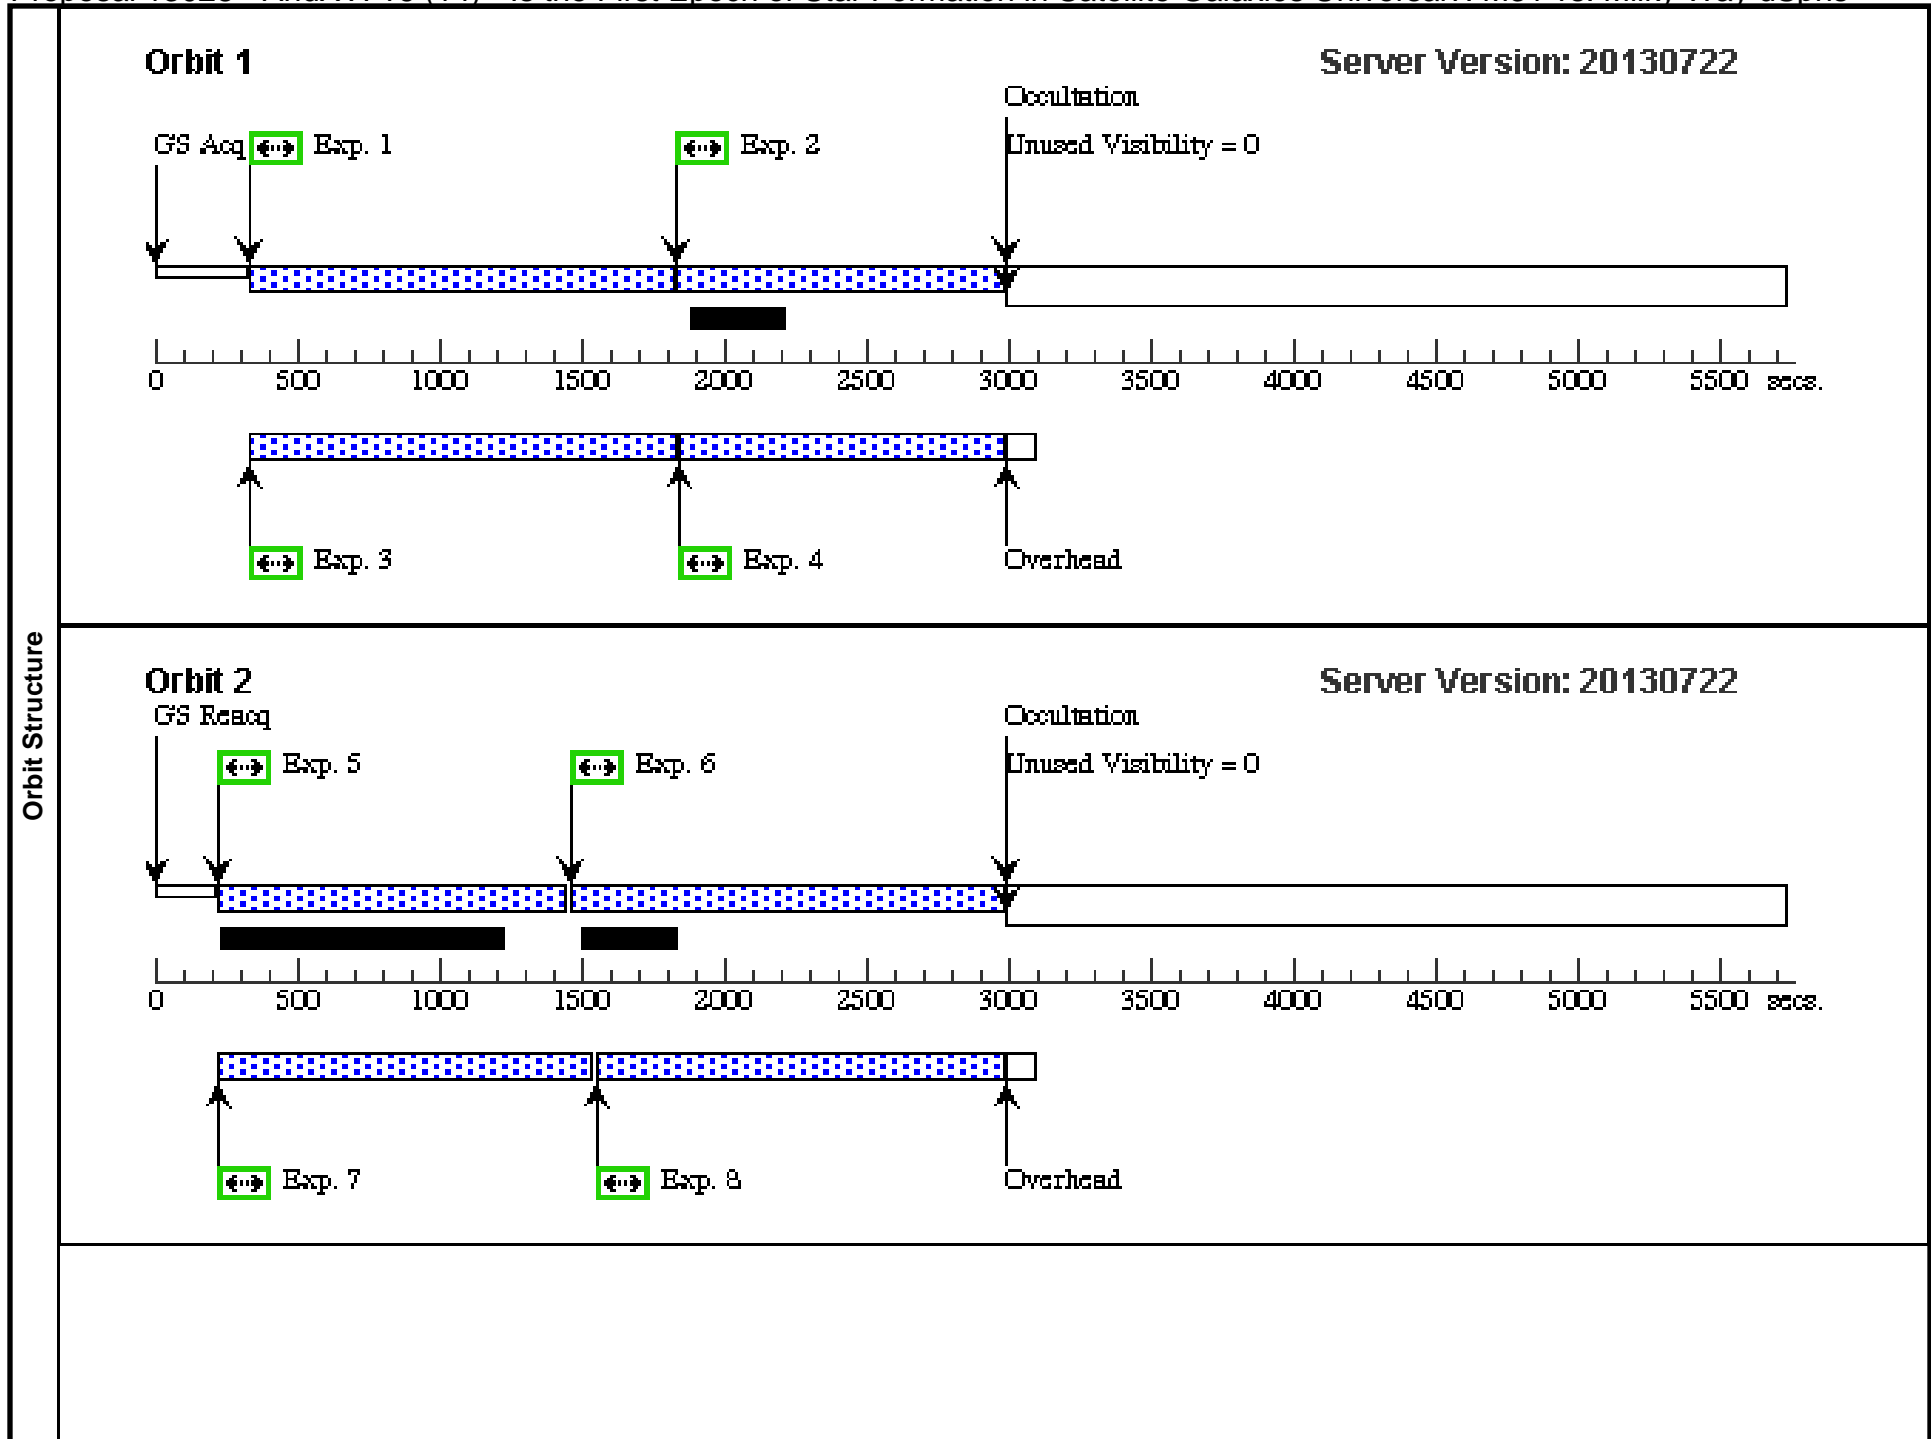 Orbit Structure
Orbit 1
Server Version: 20130722
Occultation
GS Acq
Exp. 1
Exp. 2
Unused Visibility = 0
0 500 1000 1500 2000 2500 3000 3500 4000 4500 5000 5500 secs.
Exp. 3
Exp. 4
Overhead
Orbit 2
Server Version: 20130722
GS Reacq
Occultation
Exp. 5
Exp. 6
Unused Visibility = 0
0 500 1000 1500 2000 2500 3000 3500 4000 4500 5000 5500 secs.
Exp. 7
Exp. 8
Overhead